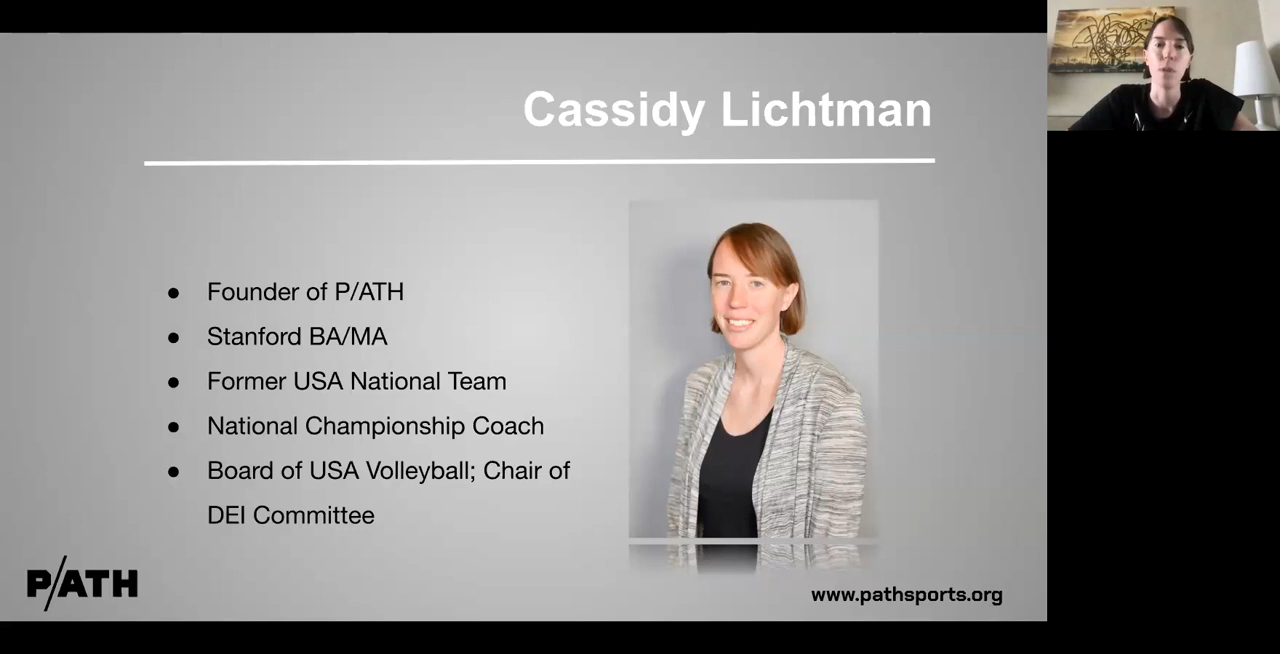 Cassidy Lichtman
● Founder of P/ATH
● Stanford BA/MA
● Former USA National Team
● National Championship Coach
● Board of USA Volleyball; Chair of
DEI Committee
P/ATH
www.pathsports.org